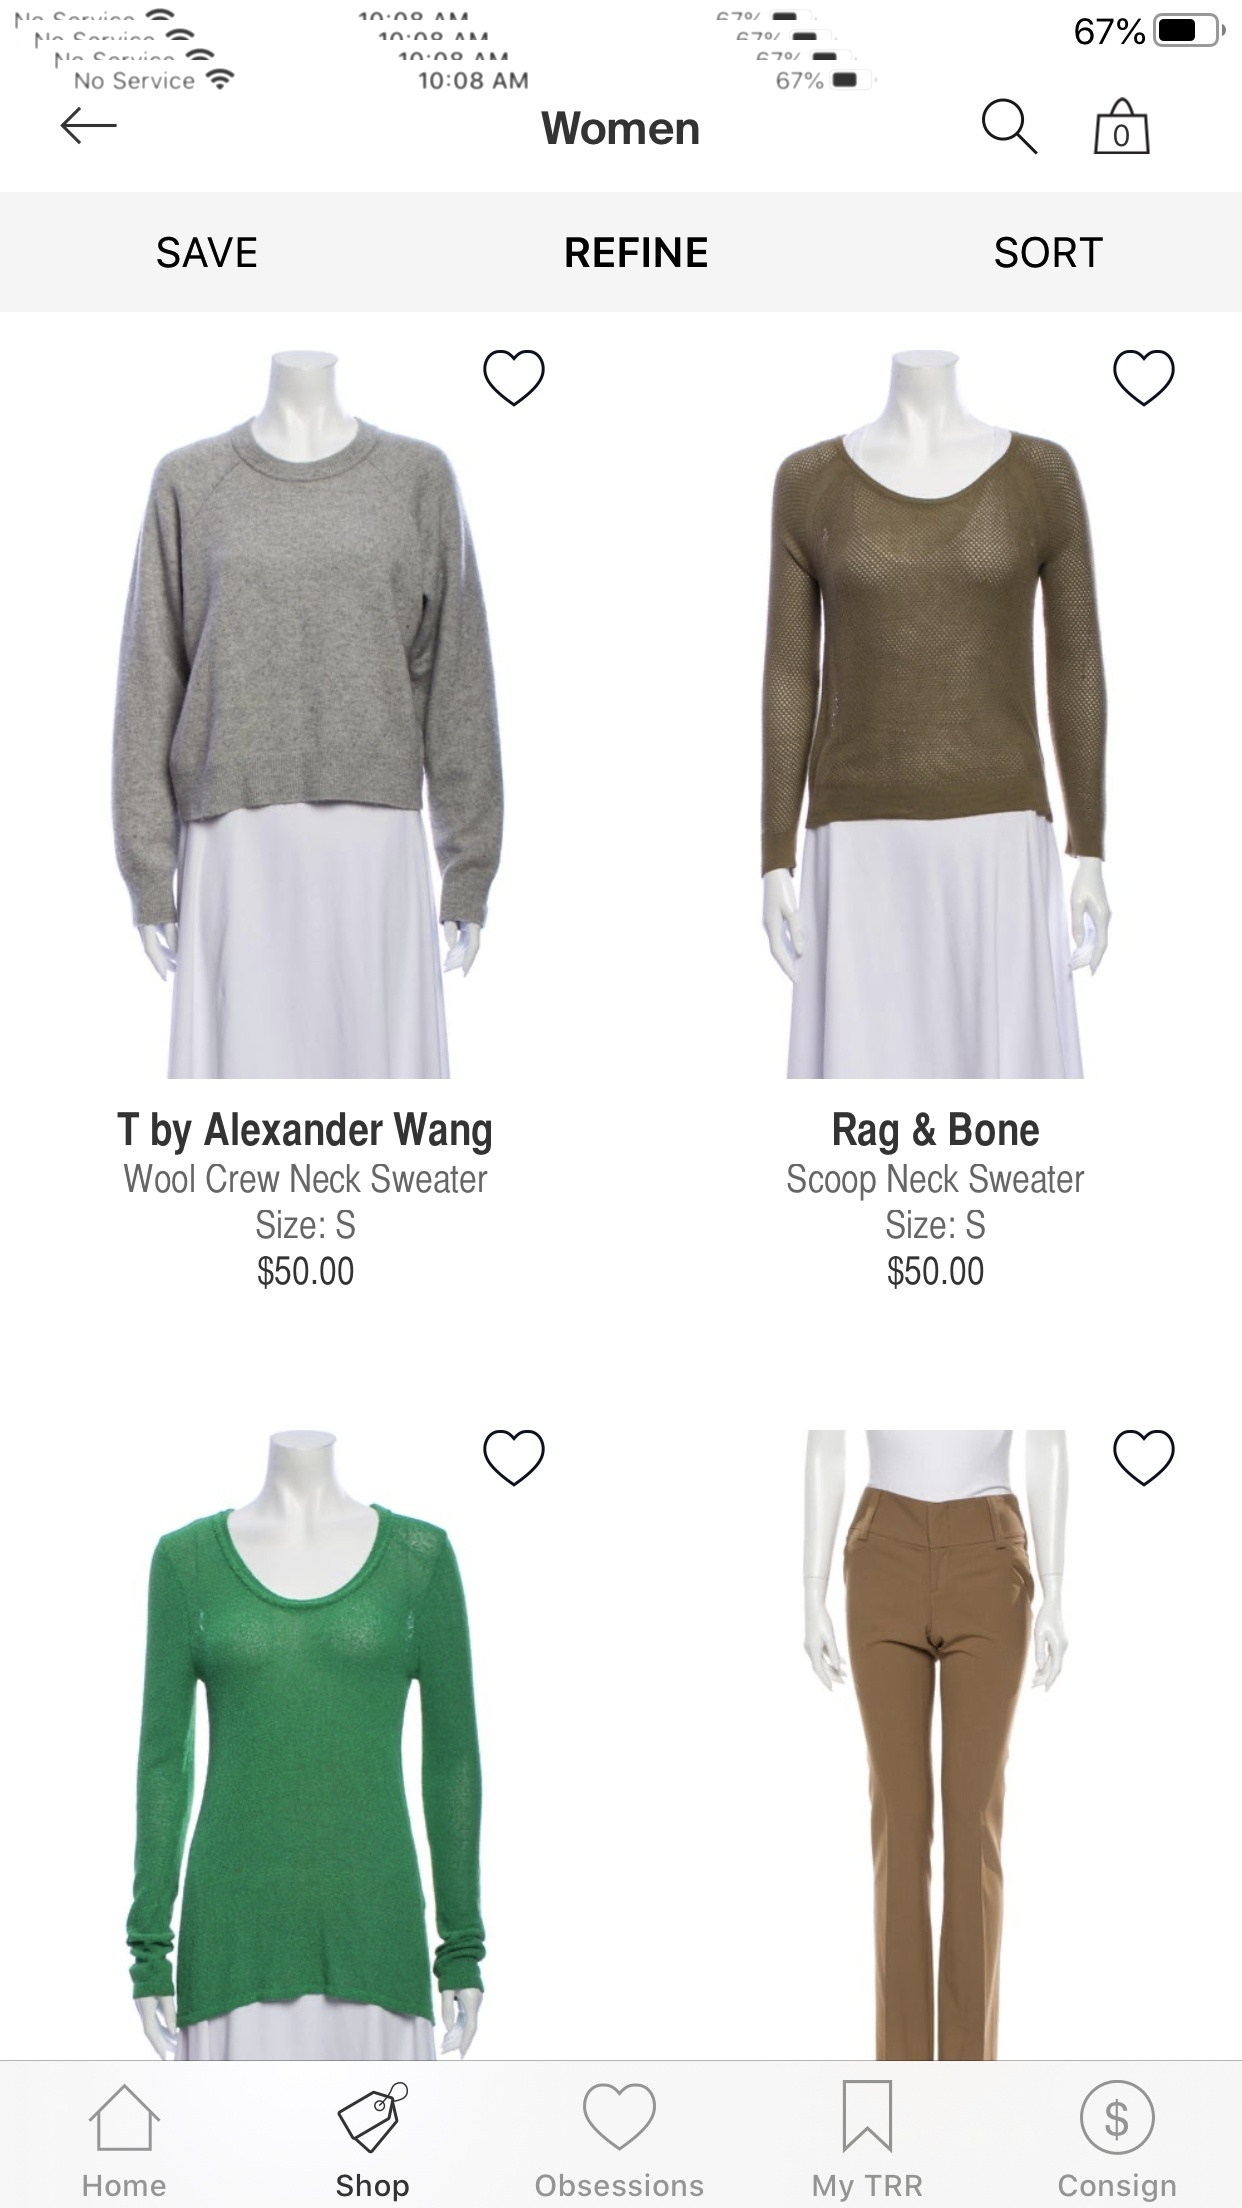 No Service 10:08 AM 67%
No Service 10:08 AM 67%
No Service 10:08 AM 67%
No Service 10:08 AM 67%
67%
Women
0
SAVE REFINE SORT
T by Alexander Wang
Wool Crew Neck Sweater
Size: S
$50.00
Rag & Bone
Scoop Neck Sweater
Size: S
$50.00
Home Shop Obsessions My TRR $ Consign